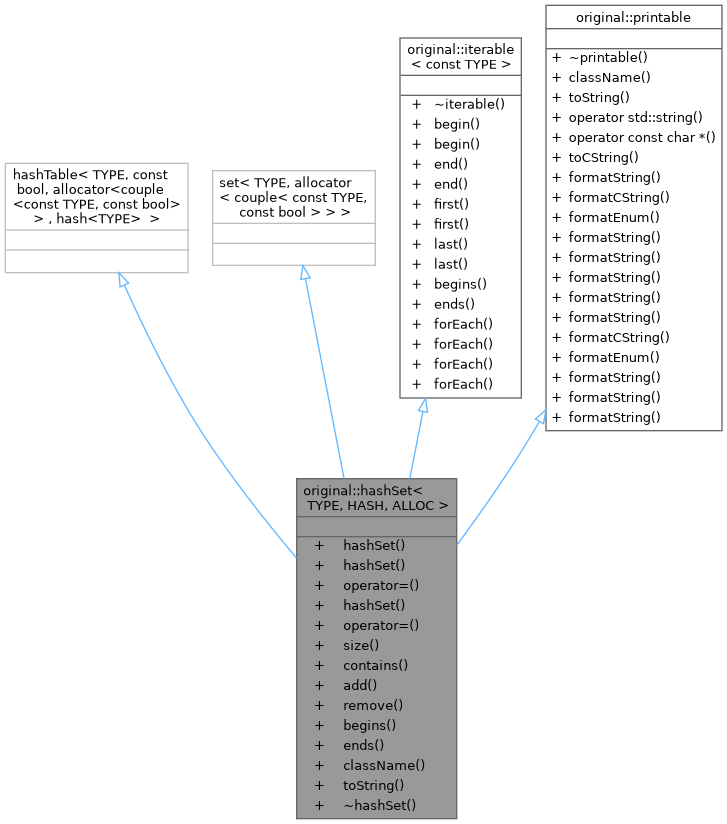 hashTable< TYPE, const
bool, allocator<couple
<const TYPE, const bool>
> , hash<TYPE>  >
set< TYPE, allocator
< couple< const TYPE,
const bool > > >
original::iterable
< const TYPE >
+ ~iterable()
+ begin()
+ begin()
+ end()
+ end()
+ first()
+ first()
+ last()
+ last()
+ begins()
+ ends()
+ forEach()
+ forEach()
+ forEach()
+ forEach()
original::printable
+ ~printable()
+ className()
+ toString()
+ operator std::string()
+ operator const char *()
+ toCString()
+ formatString()
+ formatCString()
+ formatEnum()
+ formatString()
+ formatString()
+ formatString()
+ formatString()
+ formatString()
+ formatCString()
+ formatEnum()
+ formatString()
+ formatString()
+ formatString()
original::hashSet<
TYPE, HASH, ALLOC >
+ hashSet()
+ hashSet()
+ operator=()
+ hashSet()
+ operator=()
+ size()
+ contains()
+ add()
+ remove()
+ begins()
+ ends()
+ className()
+ toString()
+ ~hashSet()